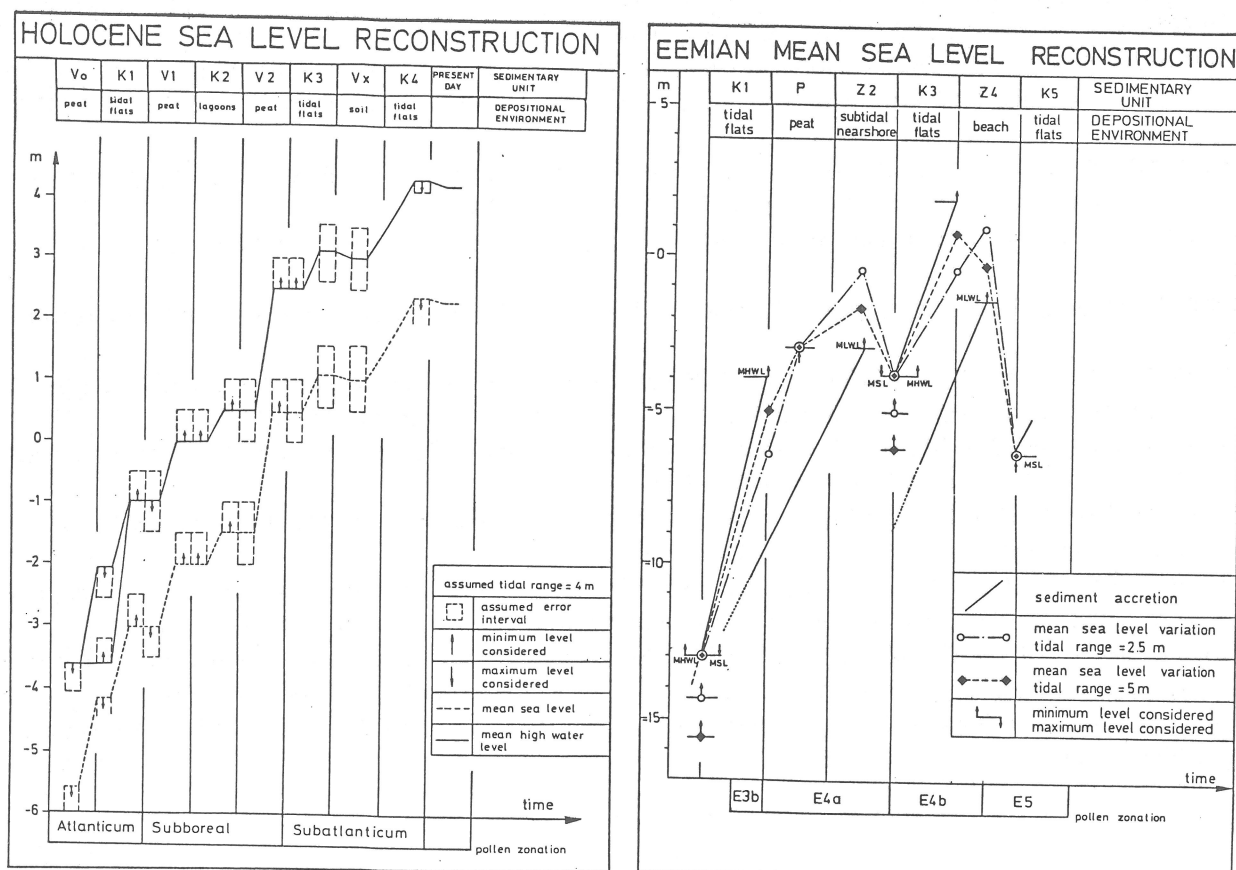 HOLOCENE SEA LEVEL RECONSTRUCTION
Vo K1 V1 K2 V2 K3 Vx K4 PRESENT DAY SEDIMENTARY UNIT
peat tidal flats peat lagoons peat tidal flats soil tidal flats DEPOSITIONAL ENVIRONMENT
m
4
3
2
1
0
-1
-2
-3
-4
-5
-6
assumed tidal range = 4 m
assumed error
interval
minimum level
considered
maximum level
considered
mean sea level
mean high water
level
time
Atlanticum Subboreal Subatlanticum
pollen zonation
EEMIAN MEAN SEA LEVEL RECONSTRUCTION
m
K1 P Z2 K3 Z4 K5 SEDIMENTARY UNIT
tidal flats peat subtidal nearshore tidal flats beach tidal flats DEPOSITIONAL ENVIRONMENT
5
0
-5
-10
-15
MHWL
MLWL
MSL
MHWL
MLWL
MSL
MHWL
MSL
sediment accretion
mean sea level variation
tidal range = 2.5 m
mean sea level variation
tidal range = 5 m
minimum level considered
maximum level considered
time
E3b E4a E4b E5
pollen zonation